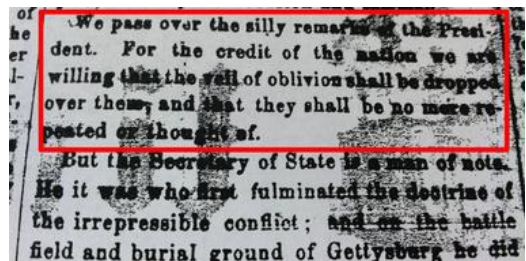 of
he
er
l-
r,
We pass over the silly remarks of the Presi-
dent. For the credit of the nation we are
willing that the veil of oblivion shall be dropped
over them, and that they shall be no more re-
peated or thought of.
But the Secretary of State is a man of note.
He it was who first fulminated the doctrine of
the irrepressible conflict; and on the battle
field and burial ground of Gettysburg he did